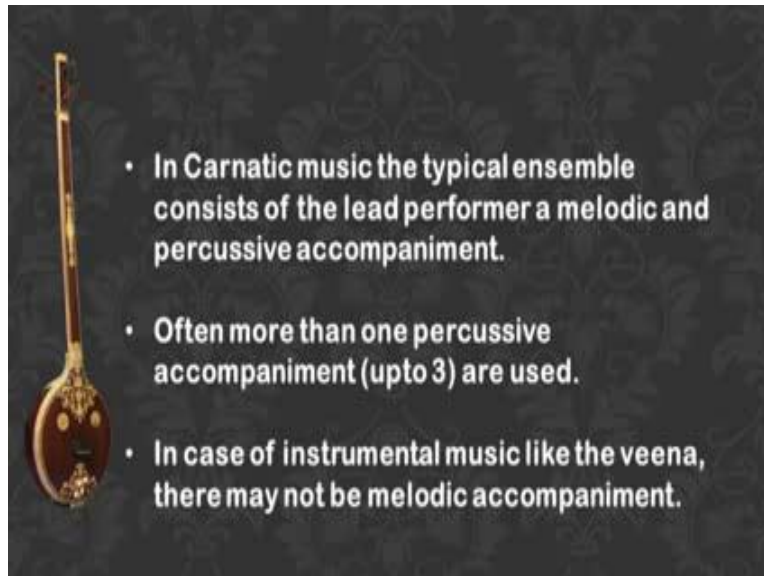 • In Carnatic music the typical ensemble
consists of the lead performer a melodic and
percussive accompaniment.
• Often more than one percussive
accompaniment (upto 3) are used.
• In case of instrumental music like the veena,
there may not be melodic accompaniment.